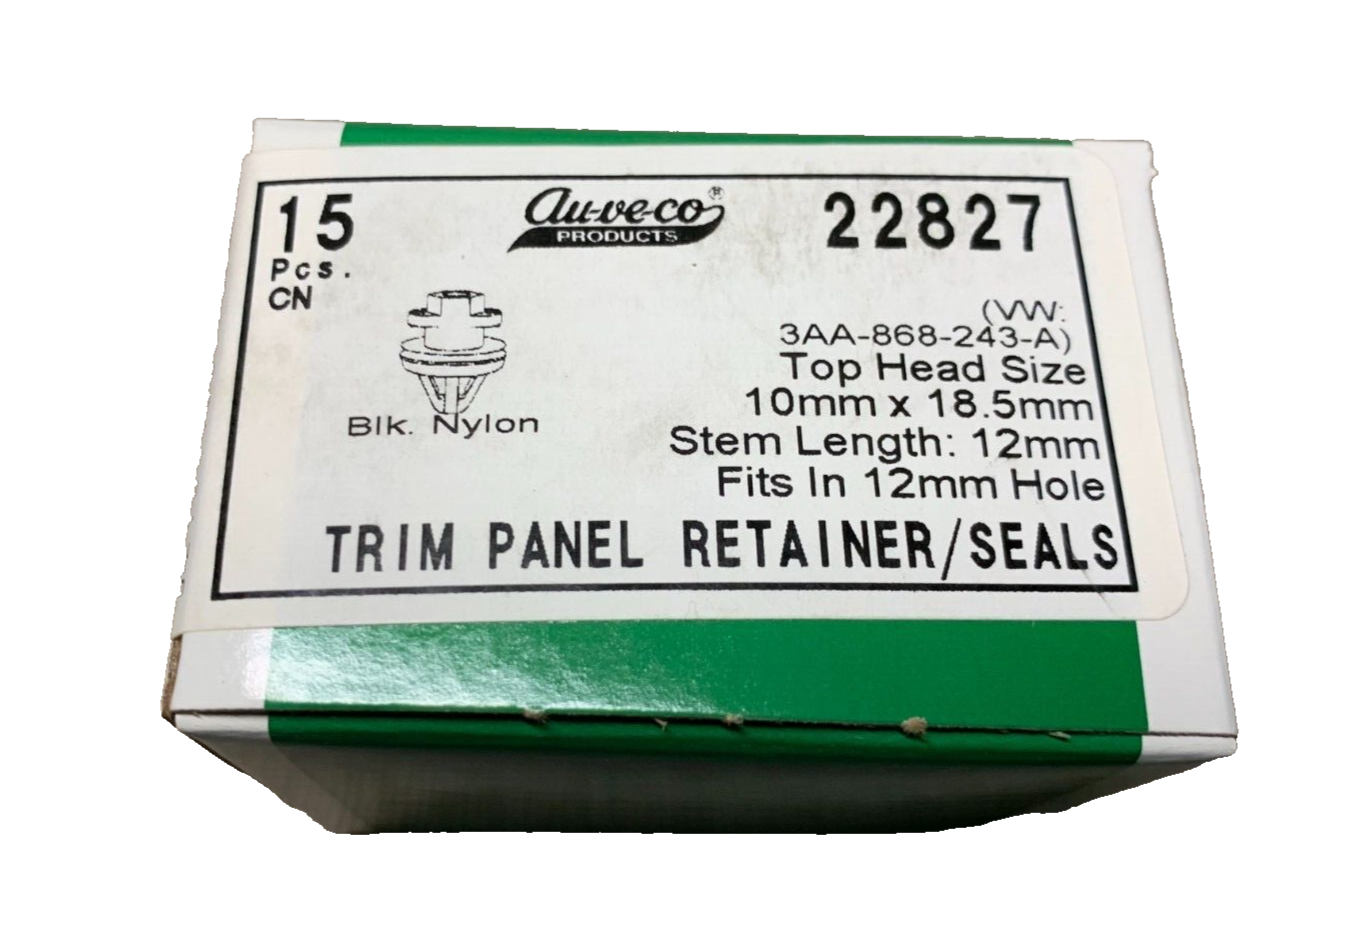 15
Pcs.
CN
au-ve-co®
PRODUCTS
22827
(VW:
3AA-868-243-A)
Top Head Size
10mm x 18.5mm
Stem Length: 12mm
Fits In 12mm Hole
Blk. Nylon
TRIM PANEL RETAINER/SEALS